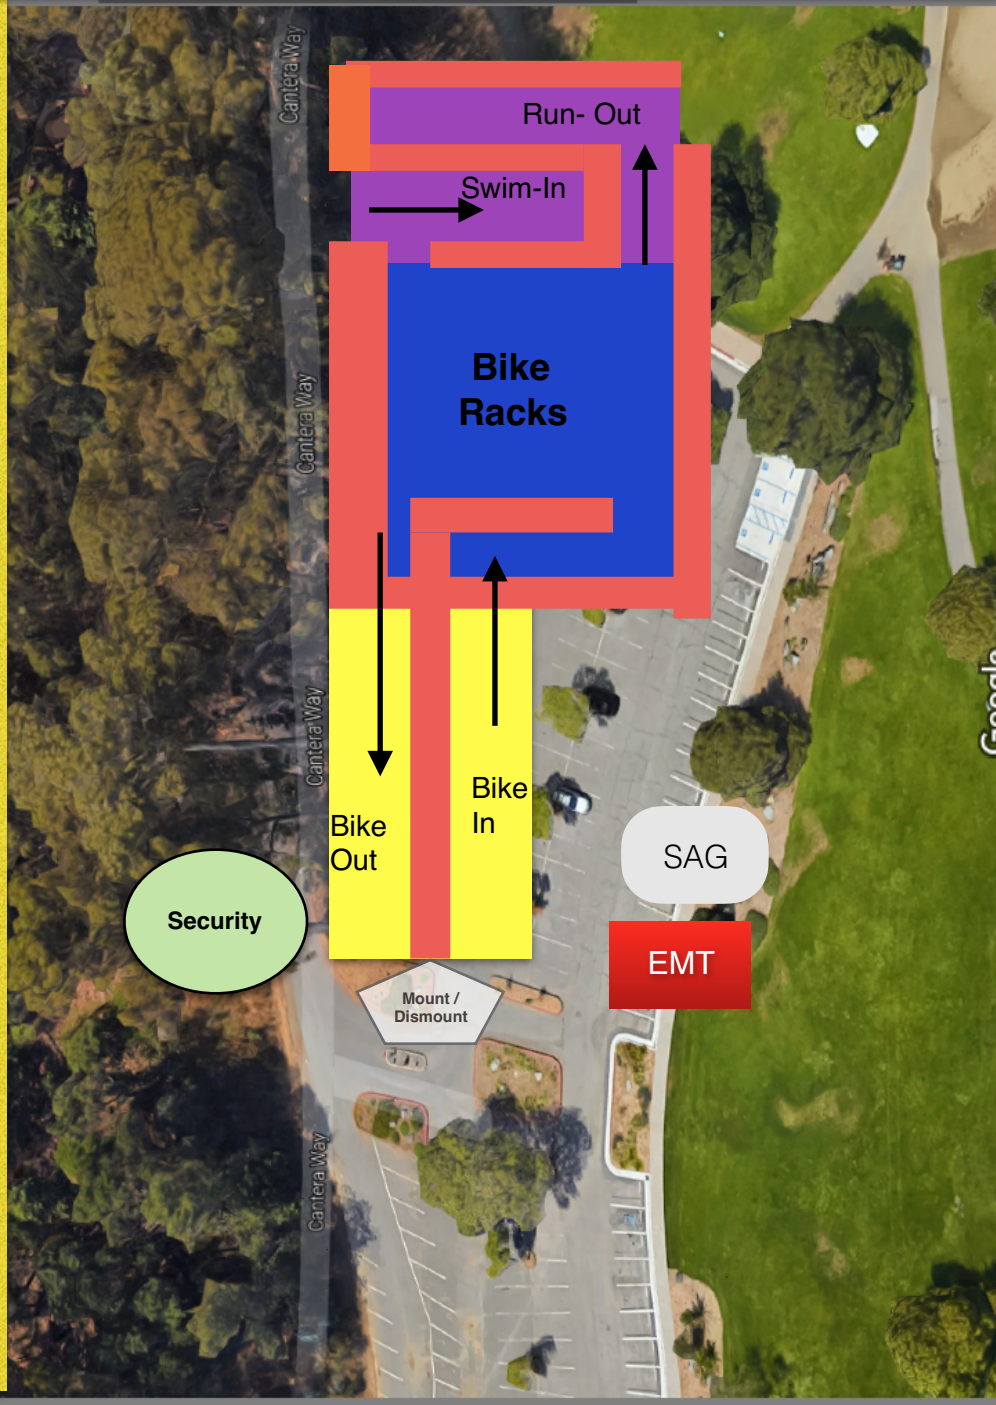 Cantera Way
Run- Out
Swim-In
Bike
Racks
Cantera Way
Cantera Way
Bike
In
Bike
Out
SAG
Security
EMT
Mount /
Dismount
Google
Cantera Way